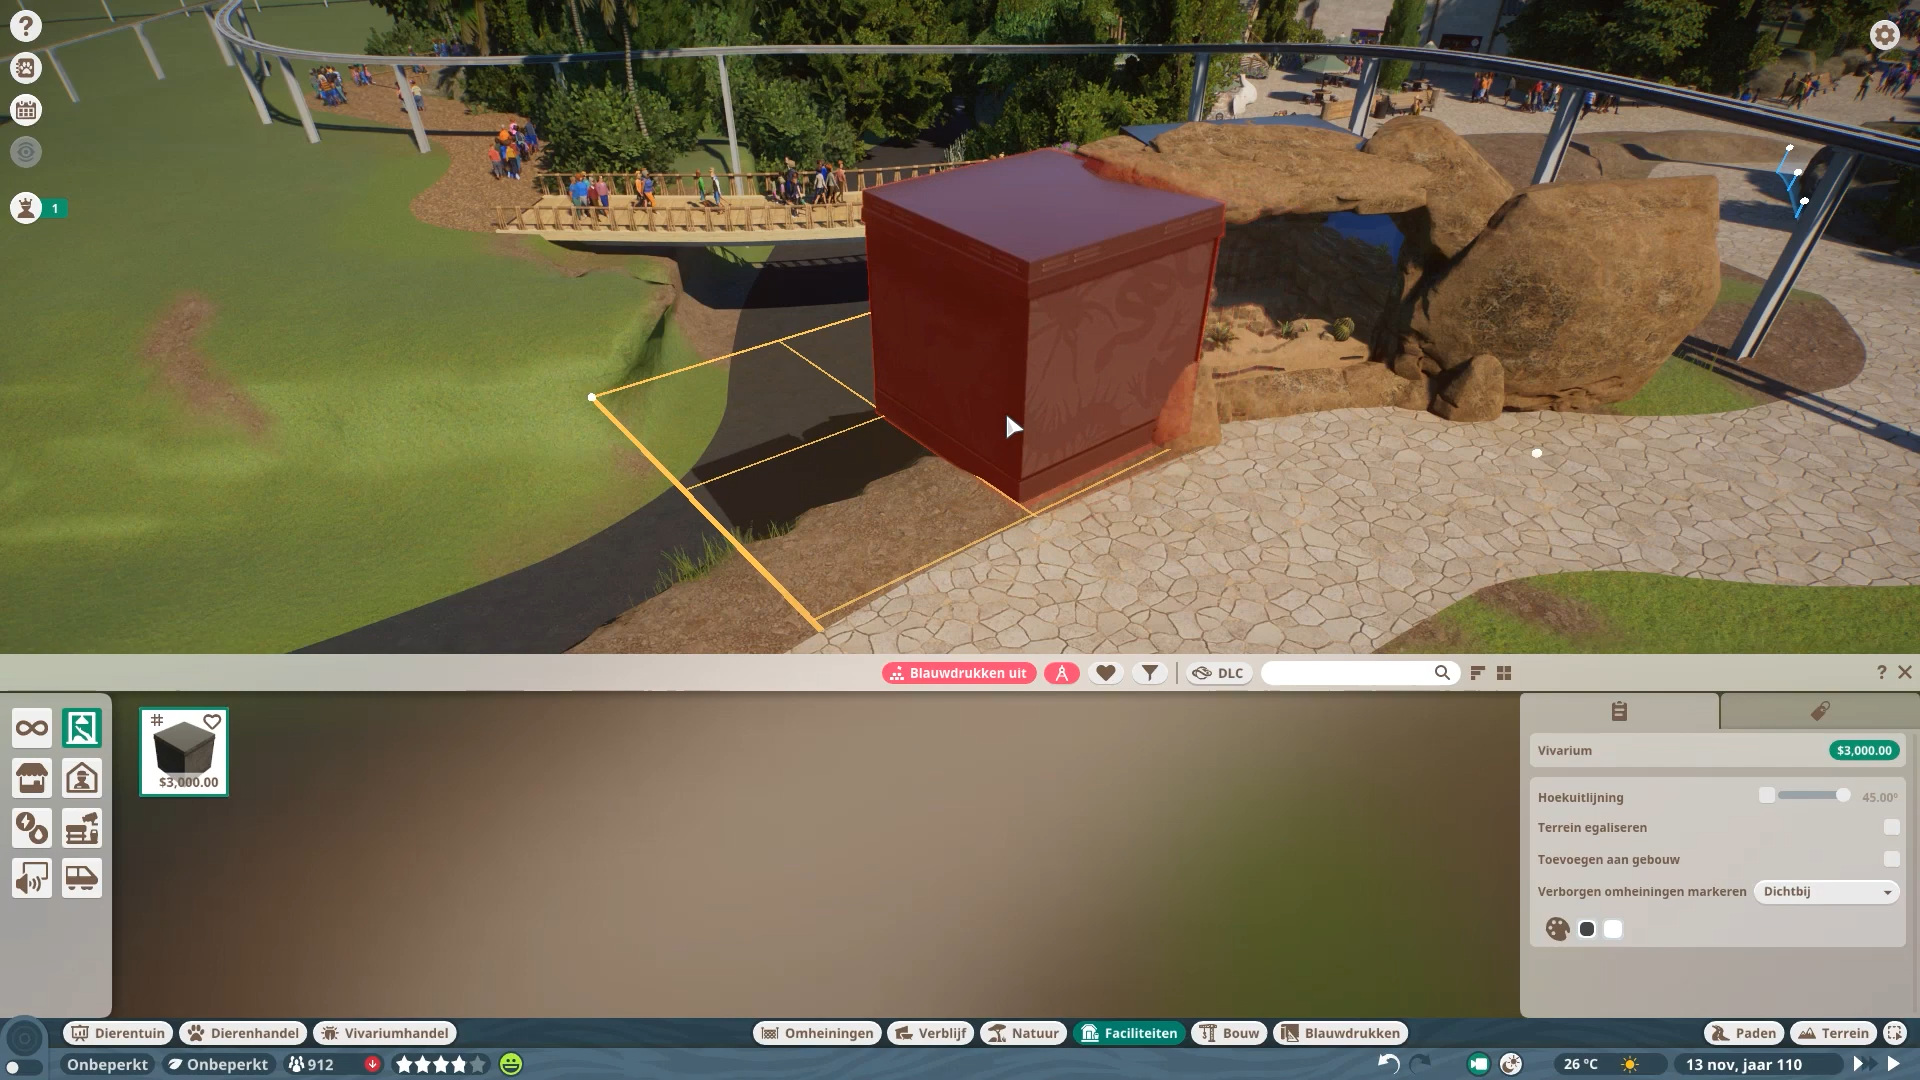 1
Blauwdrukken uit
DLC
?
$3,000.00
Vivarium
$3,000.00
Hoekuitlijning
45.00°
Terrein egaliseren
Toevoegen aan gebouw
Verborgen omheiningen markeren
Dichtbij
Dierentuin
Dierenhandel
Vivariumhandel
Omheiningen
Verblijf
Natuur
Faciliteiten
Bouw
Blauwdrukken
Paden
Terrein
Onbeperkt
Onbeperkt
912
26 °C
13 nov, jaar 110